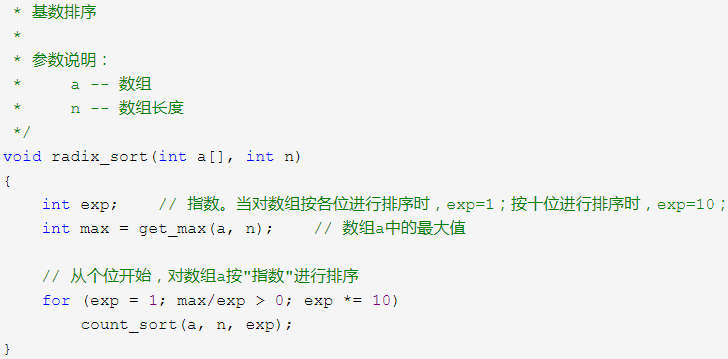 * 基数排序
*
* 参数说明：
*     a -- 数组
*     n -- 数组长度
*/
void radix_sort(int a[], int n)
{
    int exp;    // 指数。当对数组按各位进行排序时，exp=1；按十位进行排序时，exp=10；
    int max = get_max(a, n);    // 数组a中的最大值

    // 从个位开始，对数组a按"指数"进行排序
    for (exp = 1; max/exp > 0; exp *= 10)
        count_sort(a, n, exp);
}